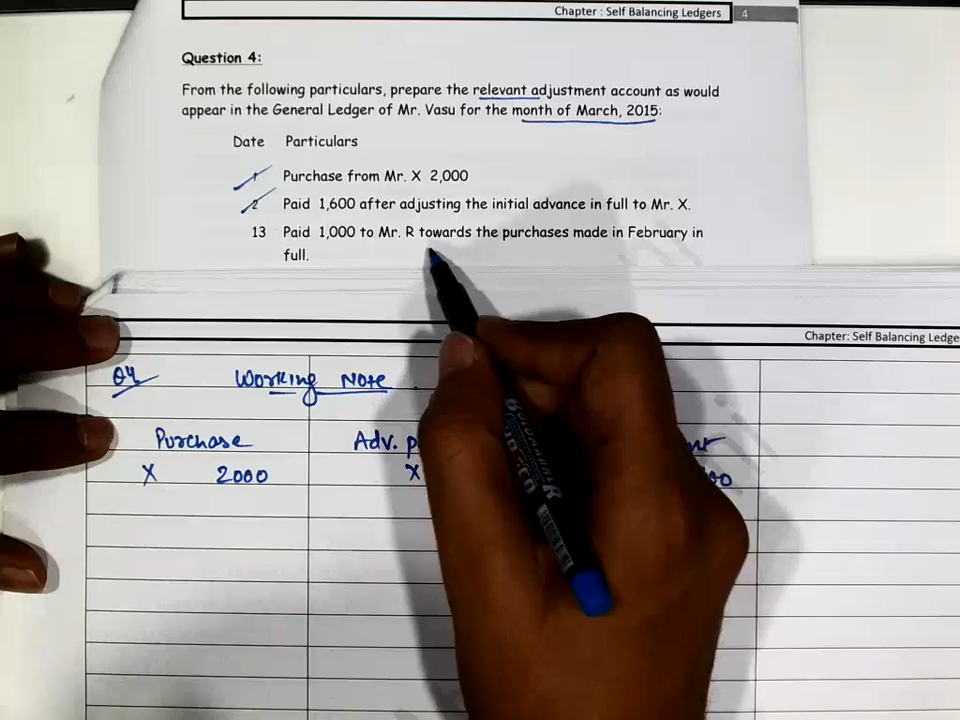 Chapter : Self Balancing Ledgers 4
Question 4:
From the following particulars, prepare the relevant adjustment account as would
appear in the General Ledger of Mr. Vasu for the month of March, 2015:
Date Particulars
1 Purchase from Mr. X 2,000
2 Paid 1,600 after adjusting the initial advance in full to Mr. X.
13 Paid 1,000 to Mr. R towards the purchases made in February in
full.
Chapter: Self Balancing Ledgers
Q4 Working Note
Purchase Adv.
X 2000 X